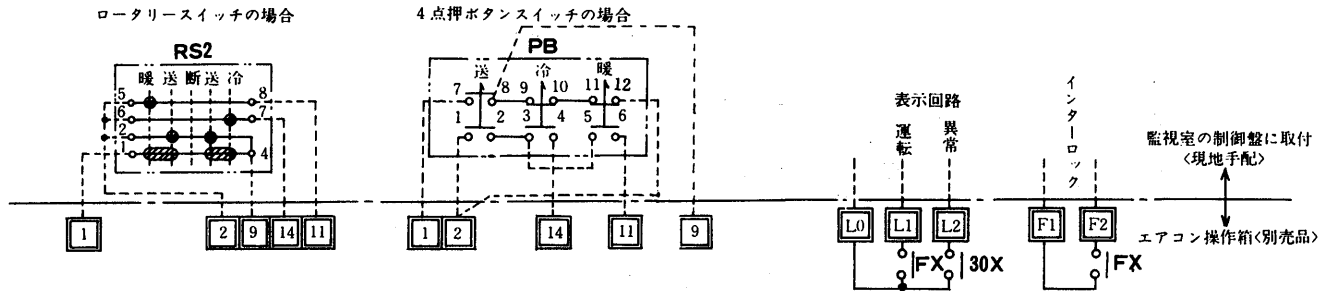 ロータリースイッチの場合
4点押ボタンスイッチの場合
RS2
暖 送 断 送 冷
5 8
6 7
2
1 4
PB
送 冷 暖
7 8 9 10 11 12
1 2 3 4 5 6
表示回路
運転
異常
インターロック
監視室の制御盤に取付
<現地手配>
1 2 9 14 11
1 2 14 11 9
L0 L1 L2
F1 F2
エアコン操作箱<別売品>
FX 30X
FX